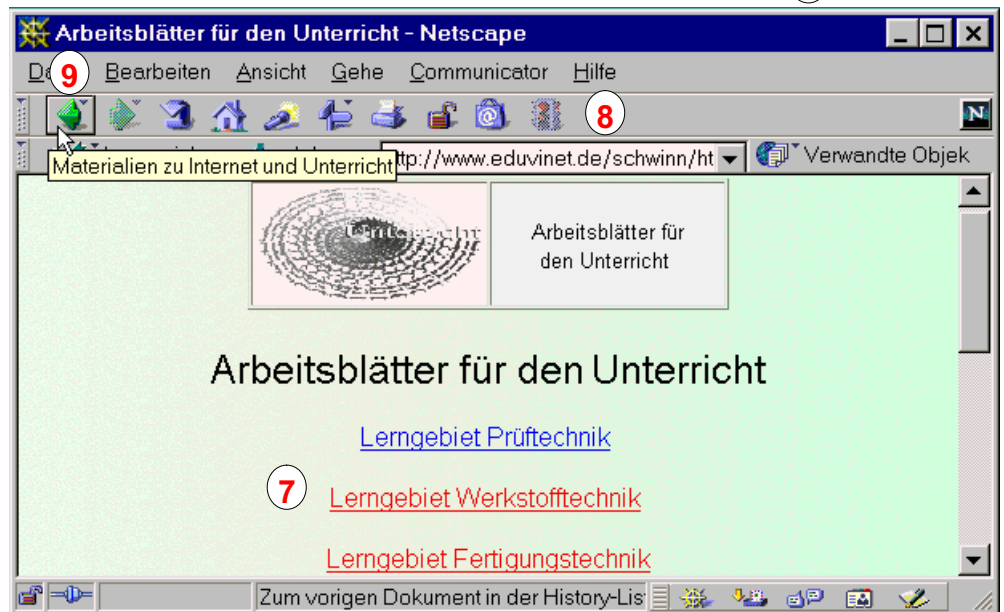 Arbeitsblätter für den Unterricht - Netscape
9 Bearbeiten Ansicht Gehe Communicator Hilfe
8
N
Materialien zu Internet und Unterricht ttp://www.eduvinet.de/schwinn/ht Verwandte Objek
Unterricht
Arbeitsblätter für
den Unterricht
Arbeitsblätter für den Unterricht
Lerngebiet Prüftechnik
7 Lerngebiet Werkstofftechnik
Lerngebiet Fertigungstechnik
Zum vorigen Dokument in der History-Lis